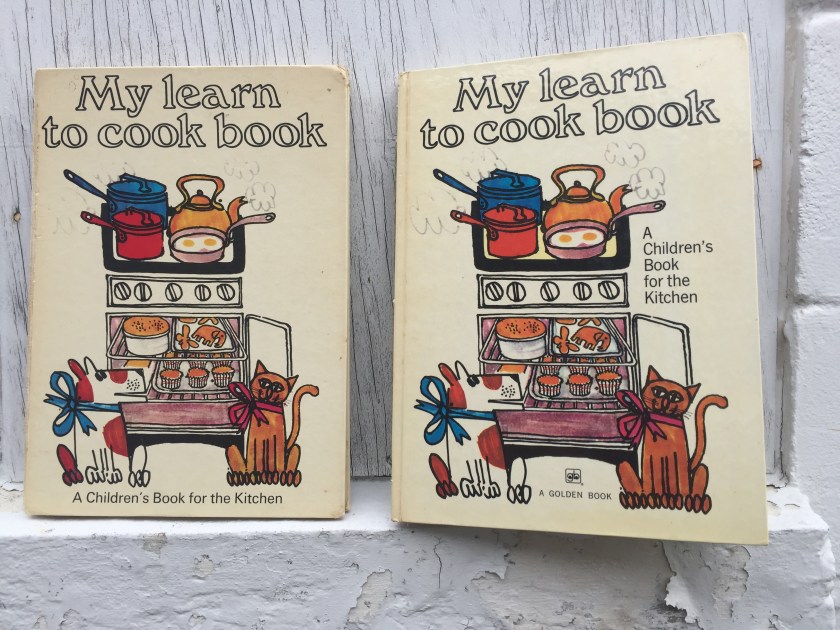 My learn
to cook book
A Children's Book for the Kitchen
My learn
to cook book
A
Children's
Book
for the
Kitchen
A GOLDEN BOOK